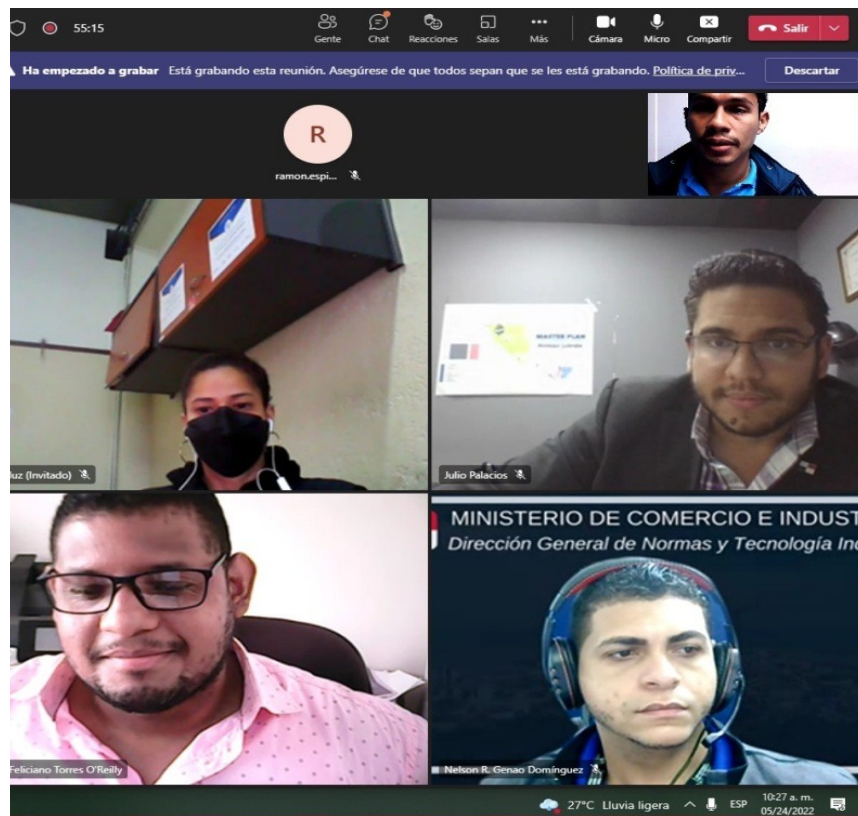 55:15
Gente
Chat
Reacciones
Salas
Más
Cámara
Micro
Compartir
Salir
Ha empezado a grabar Está grabando esta reunión. Asegúrese de que todos sepan que se les está grabando. Política de priv...
Descartar
R
ramon.espi...
luz (Invitado)
MASTER PLAN
Julio Palacios
MINISTERIO DE COMERCIO E INDUST
Dirección General de Normas y Tecnología Ind
Feliciano Torres O'Reilly
Nelson R. Genao Domínguez
27°C Lluvia ligera
ESP
10:27 a. m.
05/24/2022